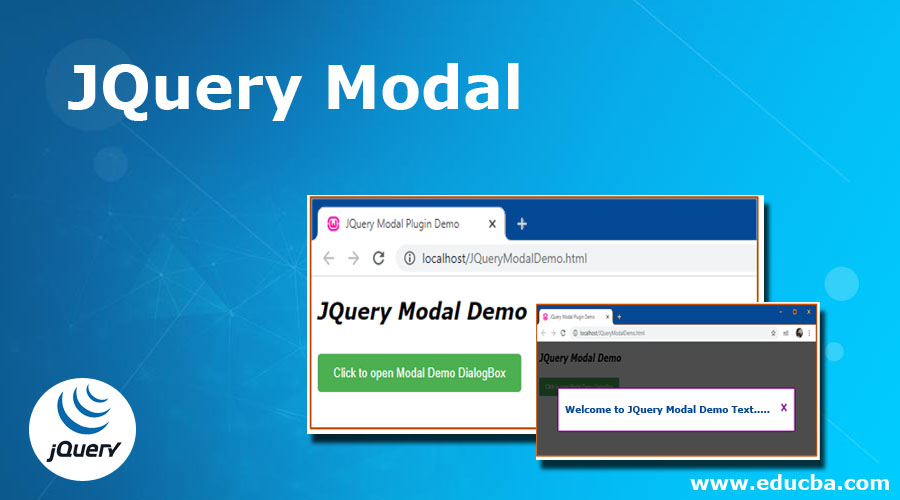 JQuery Modal
JQuery Modal Plugin Demo
localhost/JQueryModalDemo.html
JQuery Modal Demo
Click to open Modal Demo DialogBox
JQuery Modal Plugin Demo
localhost/JQueryModalDemo.html
JQuery Modal Demo
Welcome to JQuery Modal Demo Text..... X
jQuery
www.educba.com